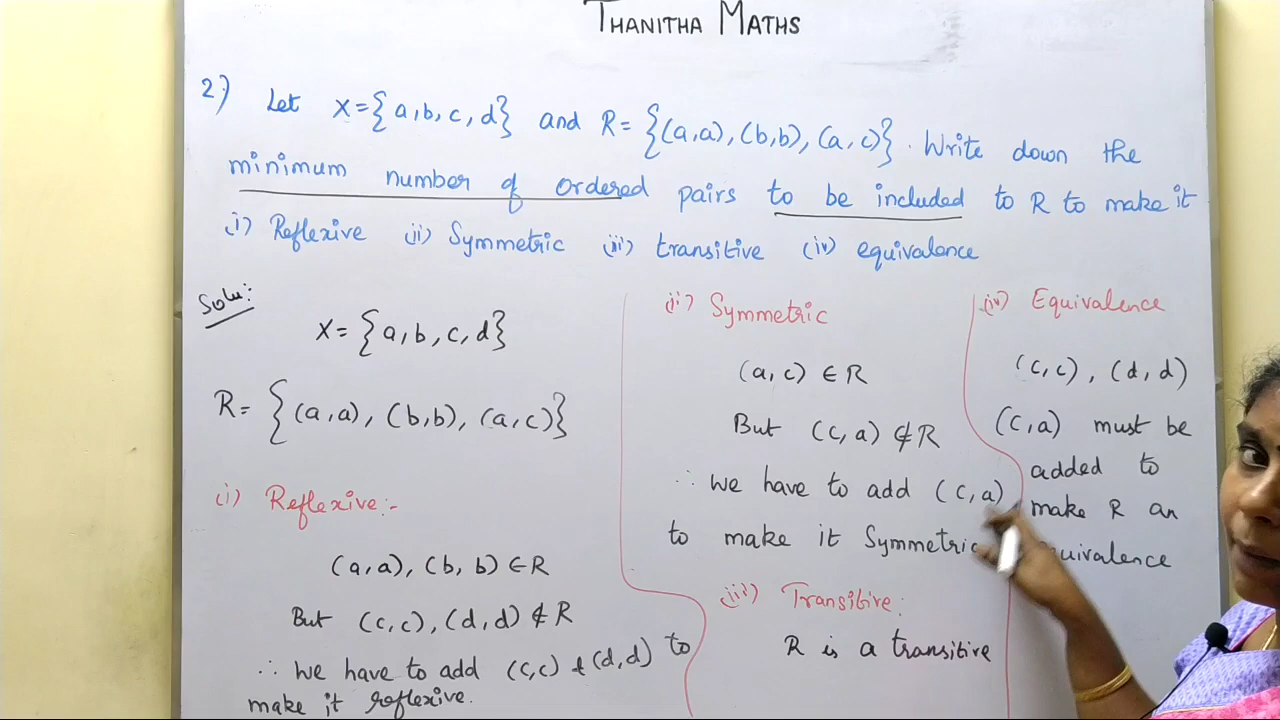 THANITHA MATHS
2) Let X={a,b,c,d} and R= {(a,a),(b,b),(a,c)}. Write down the
minimum number of ordered pairs to be included to R to make it
i) Reflexive ii) Symmetric iii) transitive (iv) equivalence
Solu:
X={a,b,c,d}
R= {(a,a),(b,b),(a,c)}
(i) Reflexive:-
(a,a),(b,b) ∈R
But (c,c),(d,d) ∉ R
∴ we have to add (c,c) & (d,d) to
make it reflexive.
(ii) Symmetric
(a,c) ∈R
But (c,a) ∉R
∴ we have to add (c,a)
to make it Symmetric
(iii) Transitive:
R is a transitive
(iv) Equivalence
(c,c), (d,d)
(c,a) must be
added to
make R an